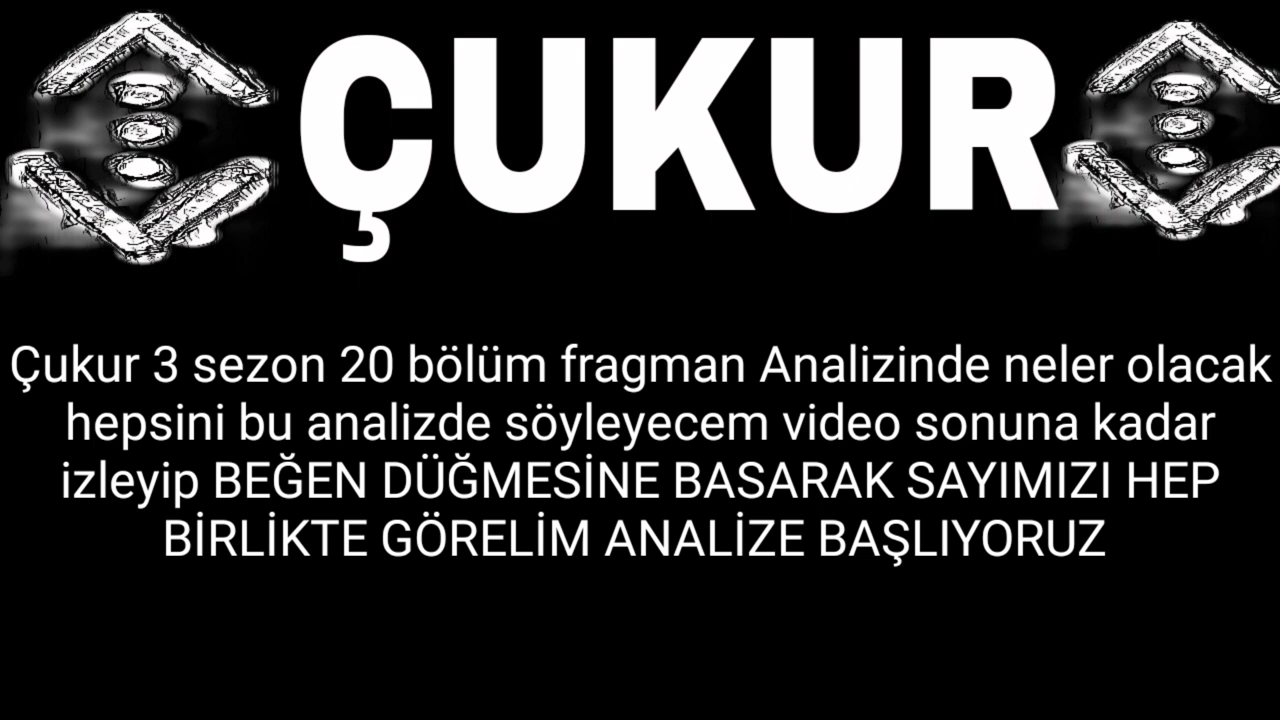 ÇUKUR
Çukur 3 sezon 20 bölüm fragman Analizinde neler olacak
hepsini bu analizde söyleyecem video sonuna kadar
izleyip BEĞEN DÜĞMESİNE BASARAK SAYIMIZI HEP
BİRLİKTE GÖRELİM ANALİZE BAŞLIYORUZ